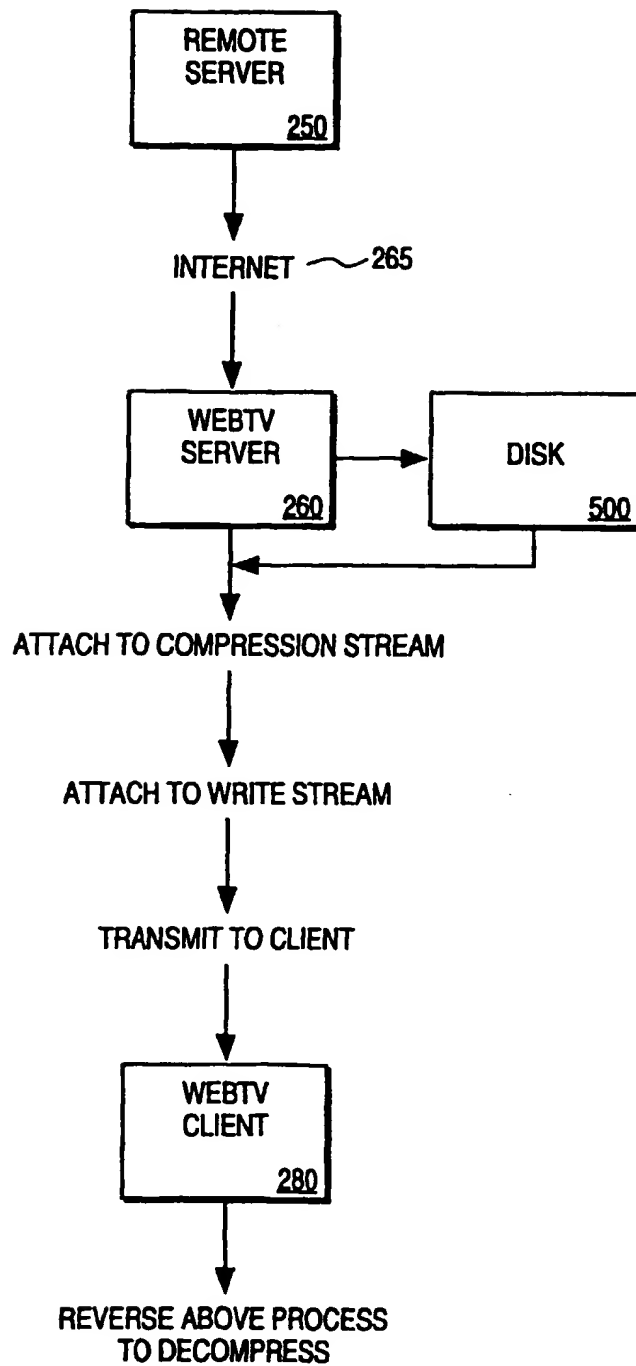 REMOTE
SERVER
250
INTERNET
265
WEBTV
SERVER
260
DISK
500
ATTACH TO COMPRESSION STREAM
ATTACH TO WRITE STREAM
TRANSMIT TO CLIENT
WEBTV
CLIENT
280
REVERSE ABOVE PROCESS
TO DECOMPRESS